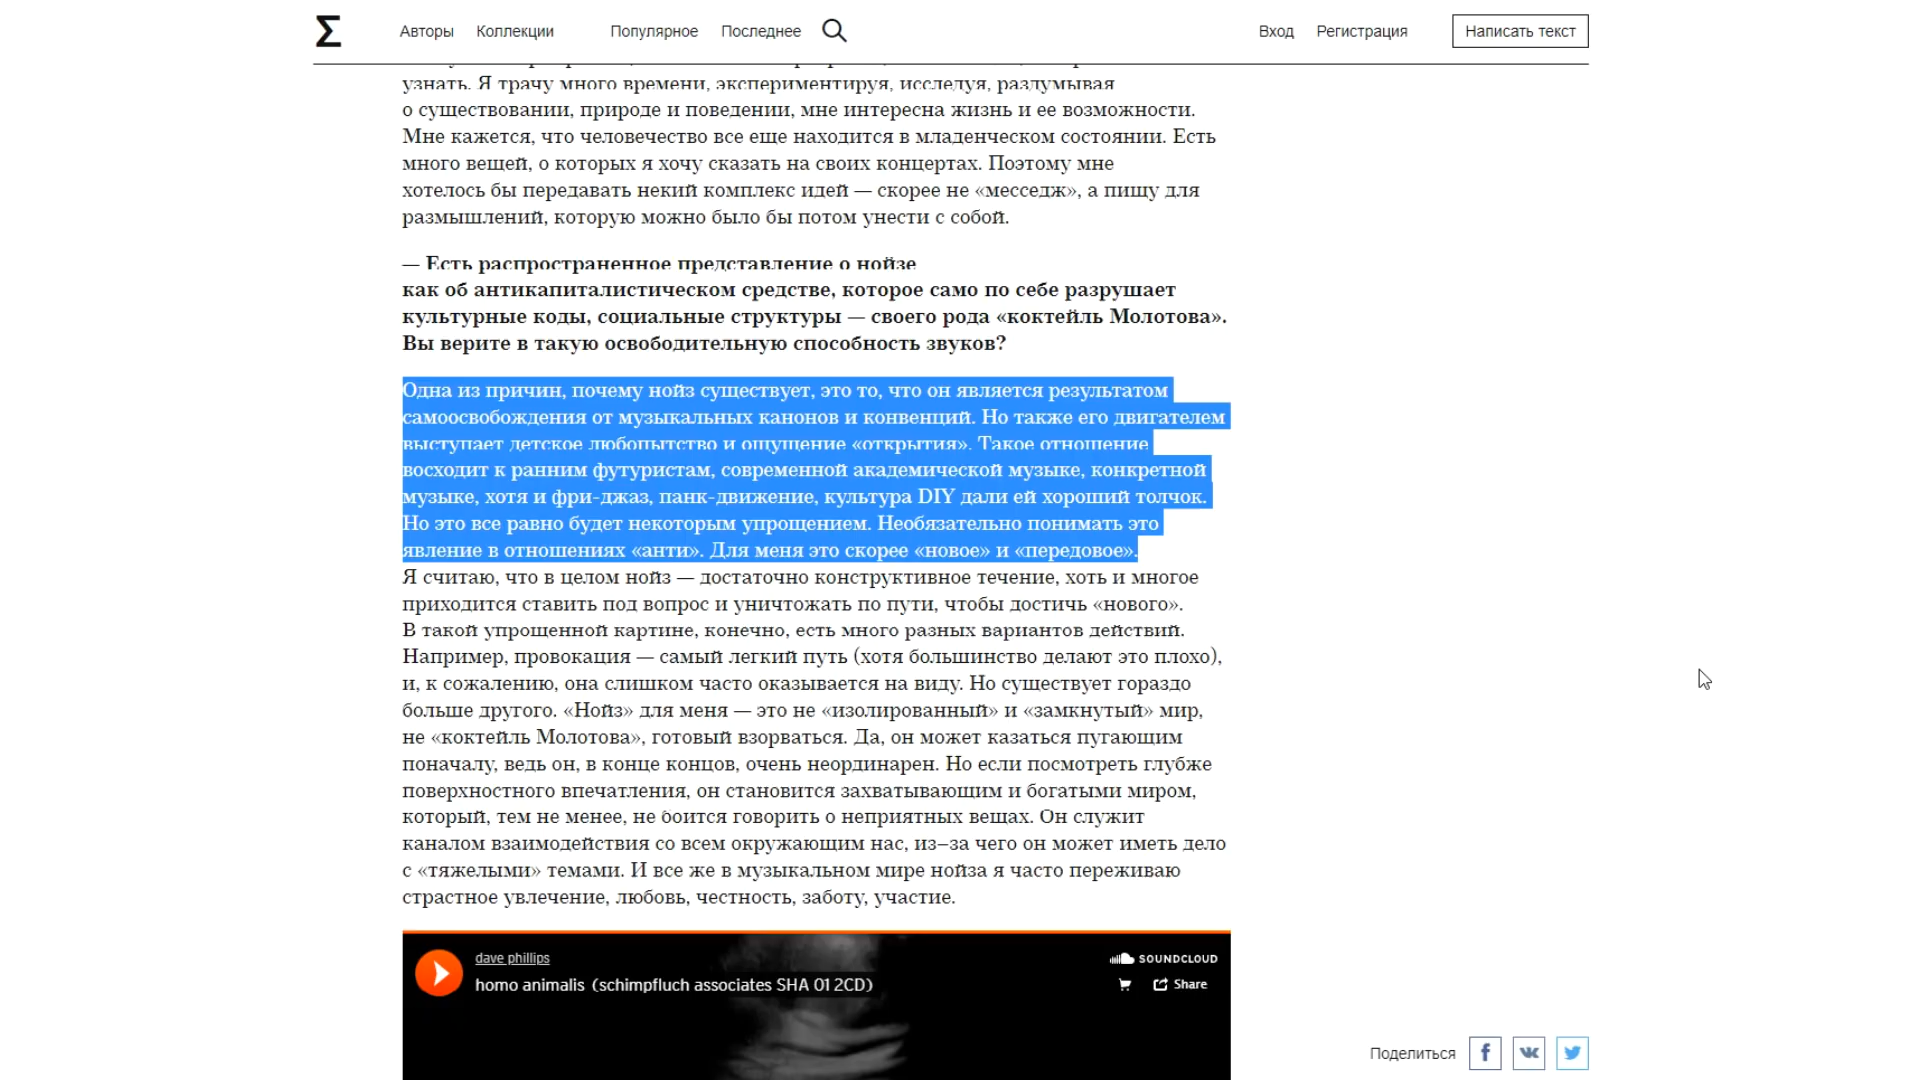 Σ Авторы Коллекции Популярное Последнее Вход Регистрация Написать текст
узнать. Я трачу много времени, экспериментируя, исследуя, раздумывая
о существовании, природе и поведении, мне интересна жизнь и ее возможности.
Мне кажется, что человечество все еще находится в младенческом состоянии. Есть
много вещей, о которых я хочу сказать на своих концертах. Поэтому мне
хотелось бы передавать некий комплекс идей — скорее не «месседж», а пищу для
размышлений, которую можно было бы потом унести с собой.
— Есть распространенное представление о нойзе
как об антикапиталистическом средстве, которое само по себе разрушает
культурные коды, социальные структуры — своего рода «коктейль Молотова».
Вы верите в такую освободительную способность звуков?
Одна из причин, почему нойз существует, это то, что он является результатом
самоосвобождения от музыкальных канонов и конвенций. Но также его двигателем
выступает детское любопытство и ощущение «открытия». Такое отношение
восходит к ранним футуристам, современной академической музыке, конкретной
музыке, хотя и фри-джаз, панк-движение, культура DIY дали ей хороший толчок.
Но это все равно будет некоторым упрощением. Необязательно понимать это
явление в отношениях «анти». Для меня это скорее «новое» и «передовое».
Я считаю, что в целом нойз — достаточно конструктивное течение, хоть и многое
приходится ставить под вопрос и уничтожать по пути, чтобы достичь «нового».
В такой упрощенной картине, конечно, есть много разных вариантов действий.
Например, провокация — самый легкий путь (хотя большинство делают это плохо),
и, к сожалению, она слишком часто оказывается на виду. Но существует гораздо
больше другого. «Нойз» для меня — это не «изолированный» и «замкнутый» мир,
не «коктейль Молотова», готовый взорваться. Да, он может казаться пугающим
поначалу, ведь он, в конце концов, очень неординарен. Но если посмотреть глубже
поверхностного впечатления, он становится захватывающим и богатыми миром,
который, тем не менее, не боится говорить о неприятных вещах. Он служит
каналом взаимодействия со всем окружающим нас, из–за чего он может иметь дело
с «тяжелыми» темами. И все же в музыкальном мире нойза я часто переживаю
страстное увлечение, любовь, честность, заботу, участие.
dave phillips SOUNDCLOUD
homo animalis (schimpfluch associates SHA 01 2CD) Share
Поделиться